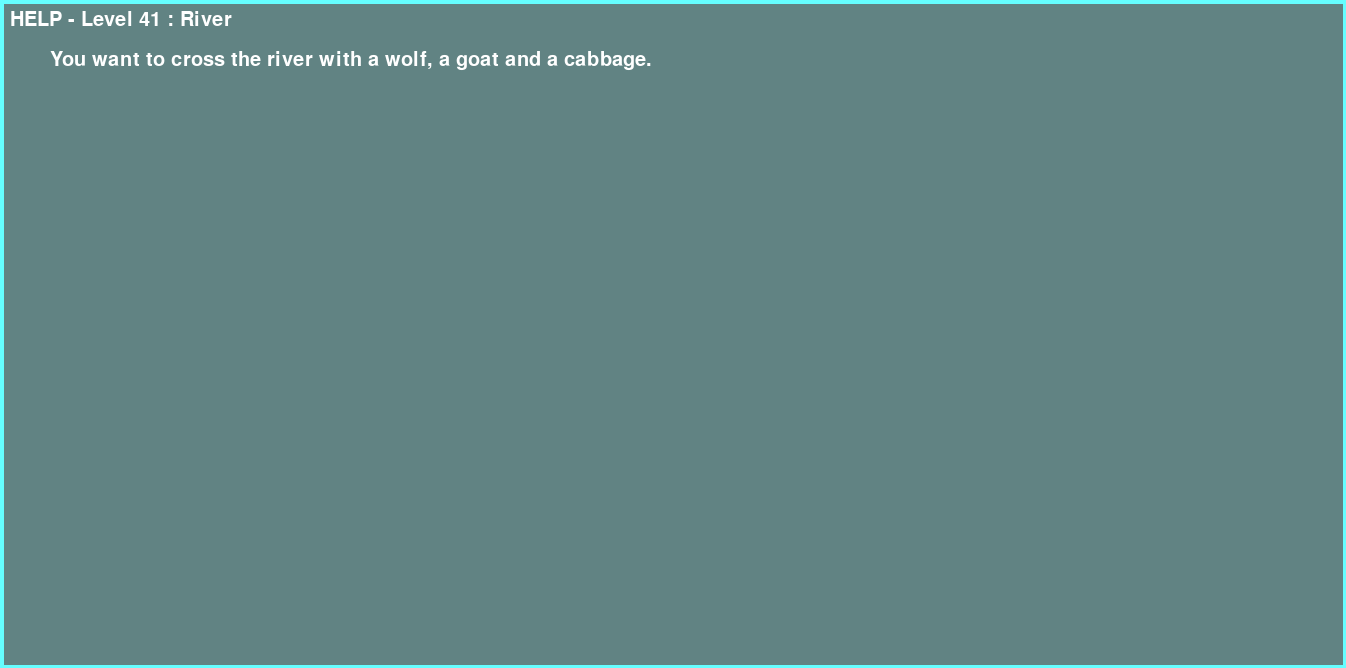 HELP - Level 41 : River
You want to cross the river with a wolf, a goat and a cabbage.